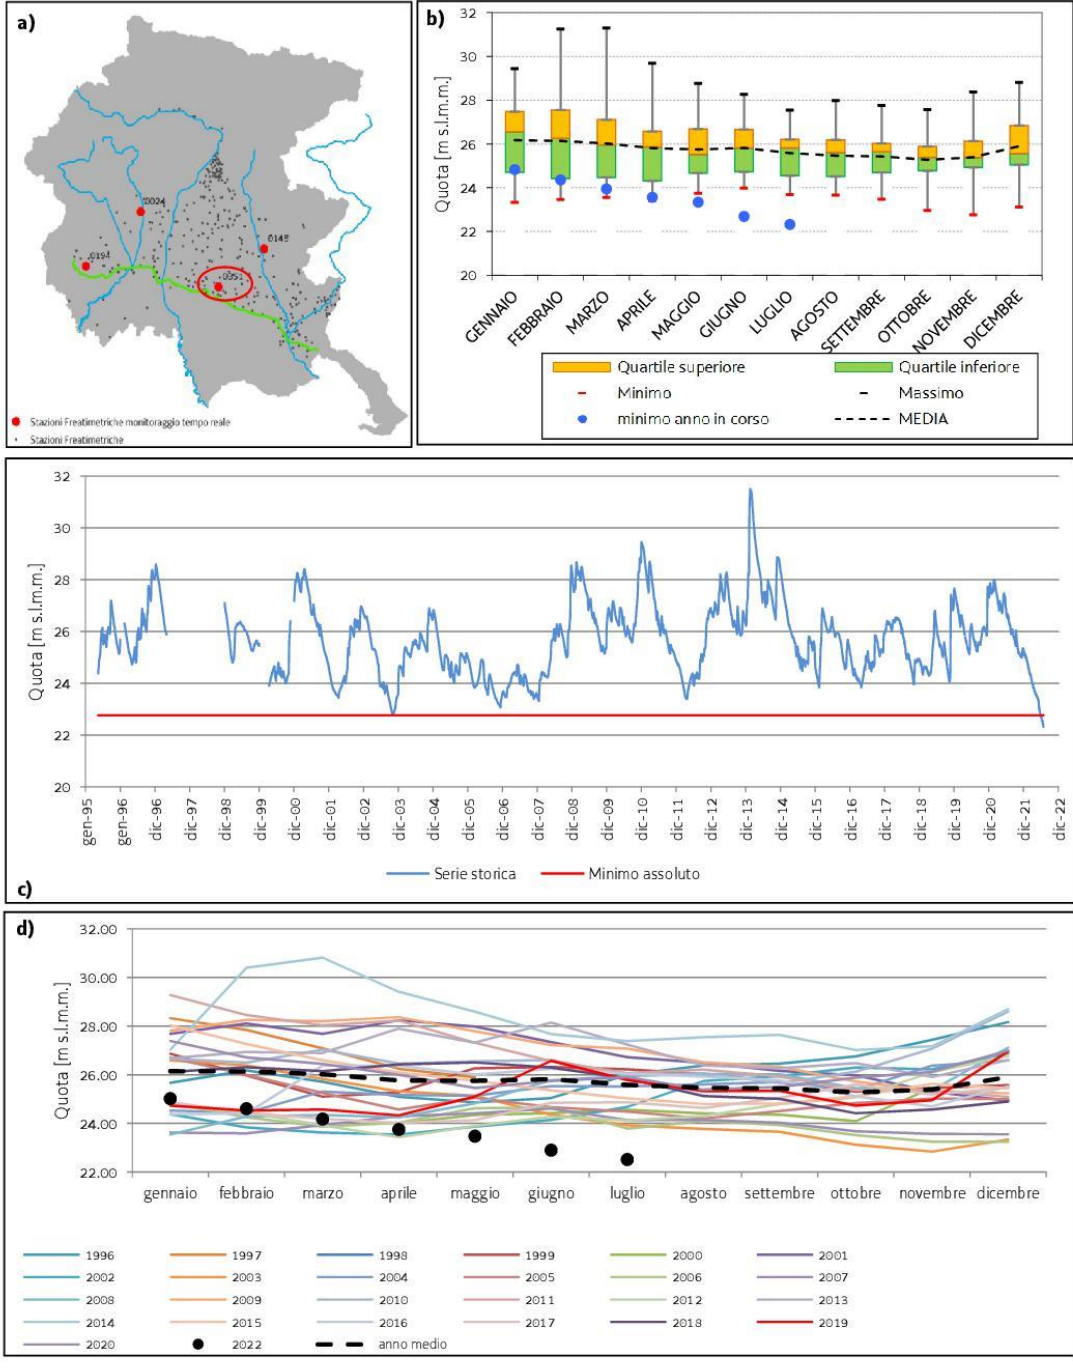 a)
0024
0194
0351
Stazioni Freatimetriche monitoraggio tempo reale
Stazioni Freatimetriche
b)
Quota [m s.l.m.m.]
32
30
28
26
24
22
20
GENNAIO
FEBBRAIO
MARZO
APRILE
MAGGIO
GIUGNO
LUGLIO
AGOSTO
SETTEMBRE
OTTOBRE
NOVEMBRE
DICEMBRE
Quartile superiore
Quartile inferiore
Minimo
Massimo
minimo anno in corso
MEDIA
Quota [m s.l.m.m.]
32
30
28
26
24
22
20
gen-95
gen-96
dic-96
dic-97
dic-98
dic-99
dic-00
dic-01
dic-02
dic-03
dic-04
dic-05
dic-06
dic-07
dic-08
dic-09
dic-10
dic-11
dic-12
dic-13
dic-14
dic-15
dic-16
dic-17
dic-18
dic-19
dic-20
dic-21
dic-22
Serie storica
Minimo assoluto
c)
d)
Quota [m s.l.m.m.]
32.00
30.00
28.00
26.00
24.00
22.00
gennaio
febbraio
marzo
aprile
maggio
giugno
luglio
agosto
settembre
ottobre
novembre
dicembre
1996 1997 1998 1999 2000 2001
2002 2003 2004 2005 2006 2007
2008 2009 2010 2011 2012 2013
2014 2015 2016 2017 2018 2019
2020 2022 anno medio